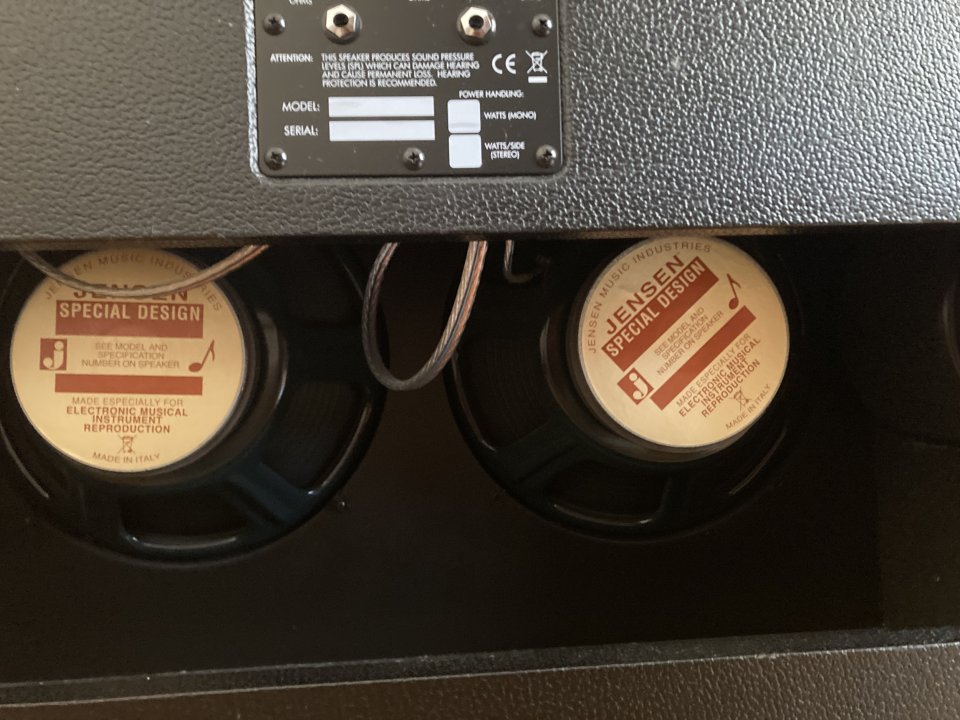 OHMS
OHMS
ATTENTION: THIS SPEAKER PRODUCES SOUND PRESSURE
LEVELS (SPL) WHICH CAN DAMAGE HEARING
AND CAUSE PERMANENT LOSS. HEARING
PROTECTION IS RECOMMENDED.
CE
POWER HANDLING:
MODEL:
WATTS (MONO)
SERIAL:
WATTS/SIDE
(STEREO)
JENSEN MUSIC INDUSTRIES
JENSEN
SPECIAL DESIGN
j
SEE MODEL AND
SPECIFICATION
NUMBER ON SPEAKER
MADE ESPECIALLY FOR
ELECTRONIC MUSICAL
INSTRUMENT
REPRODUCTION
MADE IN ITALY
JENSEN MUSIC INDUSTRIES
JENSEN
SPECIAL DESIGN
j
SEE MODEL AND
SPECIFICATION
NUMBER ON SPEAKER
MADE ESPECIALLY FOR
ELECTRONIC MUSICAL
INSTRUMENT
REPRODUCTION
MADE IN ITALY